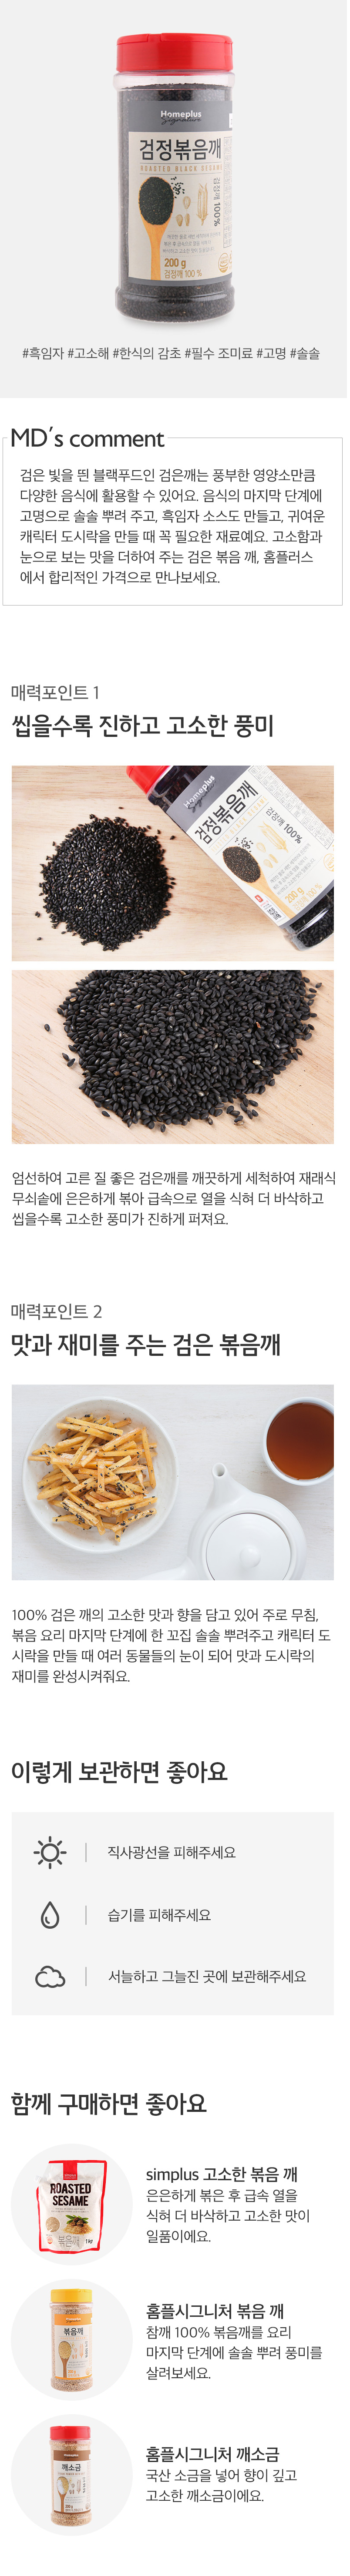 Homeplus
Signature
검정볶음깨
ROASTED BLACK SESAME
검정깨 100%
200 g
검정깨 100 %
#흑임자 #고소해 #한식의 감초 #필수 조미료 #고명 #솔솔
MD's comment
검은 빛을 띈 블랙푸드인 검은깨는 풍부한 영양소만큼
다양한 음식에 활용할 수 있어요. 음식의 마지막 단계에
고명으로 솔솔 뿌려 주고, 흑임자 소스도 만들고, 귀여운
캐릭터 도시락을 만들 때 꼭 필요한 재료예요. 고소함과
눈으로 보는 맛을 더하여 주는 검은 볶음 깨, 홈플러스
에서 합리적인 가격으로 만나보세요.
매력포인트 1
씹을수록 진하고 고소한 풍미
Homeplus
검정볶음깨
검정깨 100%
200 g
엄선하여 고른 질 좋은 검은깨를 깨끗하게 세척하여 재래식
무쇠솥에 은은하게 볶아 급속으로 열을 식혀 더 바삭하고
씹을수록 고소한 풍미가 진하게 퍼져요.
매력포인트 2
맛과 재미를 주는 검은 볶음깨
100% 검은 깨의 고소한 맛과 향을 담고 있어 주로 무침,
볶음 요리 마지막 단계에 한 꼬집 솔솔 뿌려주고 캐릭터 도
시락을 만들 때 여러 동물들의 눈이 되어 맛과 도시락의
재미를 완성시켜줘요.
이렇게 보관하면 좋아요
직사광선을 피해주세요
습기를 피해주세요
서늘하고 그늘진 곳에 보관해주세요
함께 구매하면 좋아요
ROASTED
SESAME
볶음깨
1kg
simplus 고소한 볶음 깨
은은하게 볶은 후 급속 열을
식혀 더 바삭하고 고소한 맛이
일품이에요.
Homeplus
볶음깨
홈플시그니처 볶음 깨
참깨 100% 볶음깨를 요리
마지막 단계에 솔솔 뿌려 풍미를
살려보세요.
Homeplus
깨소금
홈플시그니처 깨소금
국산 소금을 넣어 향이 깊고
고소한 깨소금이에요.